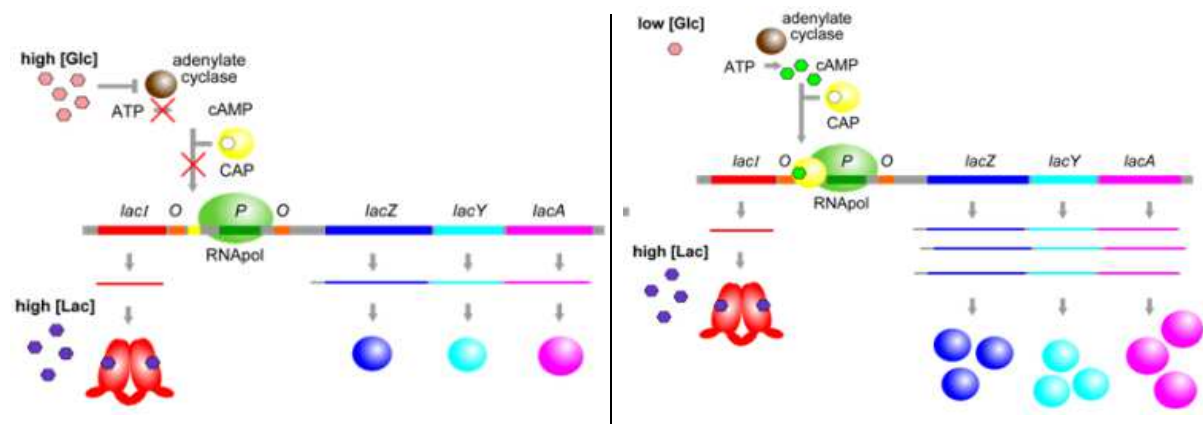 high [Glc]
adenylate
cyclase
ATP cAMP
CAP
lacI O P O lacZ lacY lacA
RNApol
high [Lac]
low [Glc]
adenylate
cyclase
ATP cAMP
CAP
lacI O P O lacZ lacY lacA
RNApol
high [Lac]